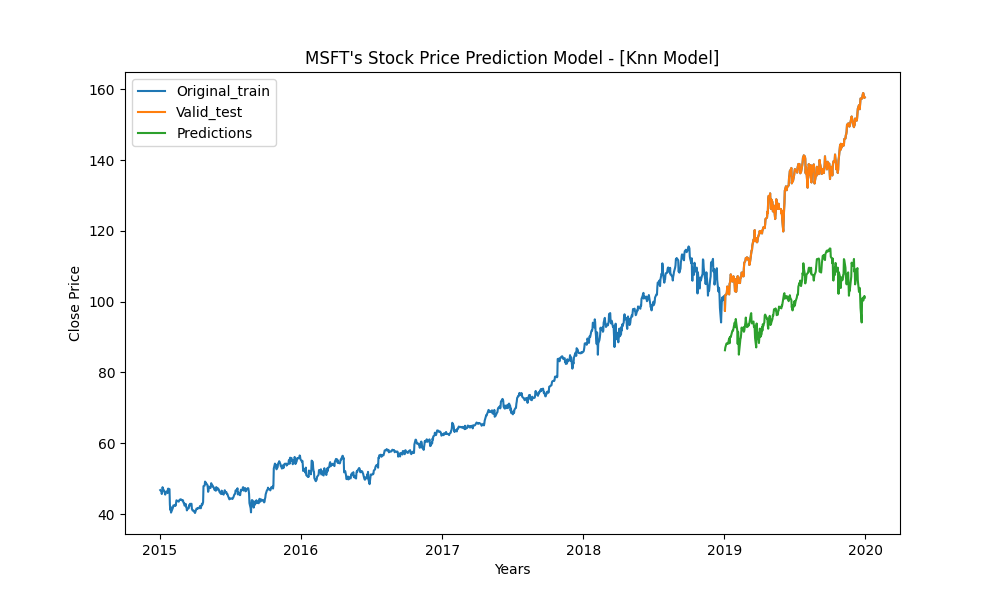 MSFT's Stock Price Prediction Model - [Knn Model]
Original_train
Valid_test
Predictions
160
140
120
100
80
60
40
Close Price
2015 2016 2017 2018 2019 2020
Years